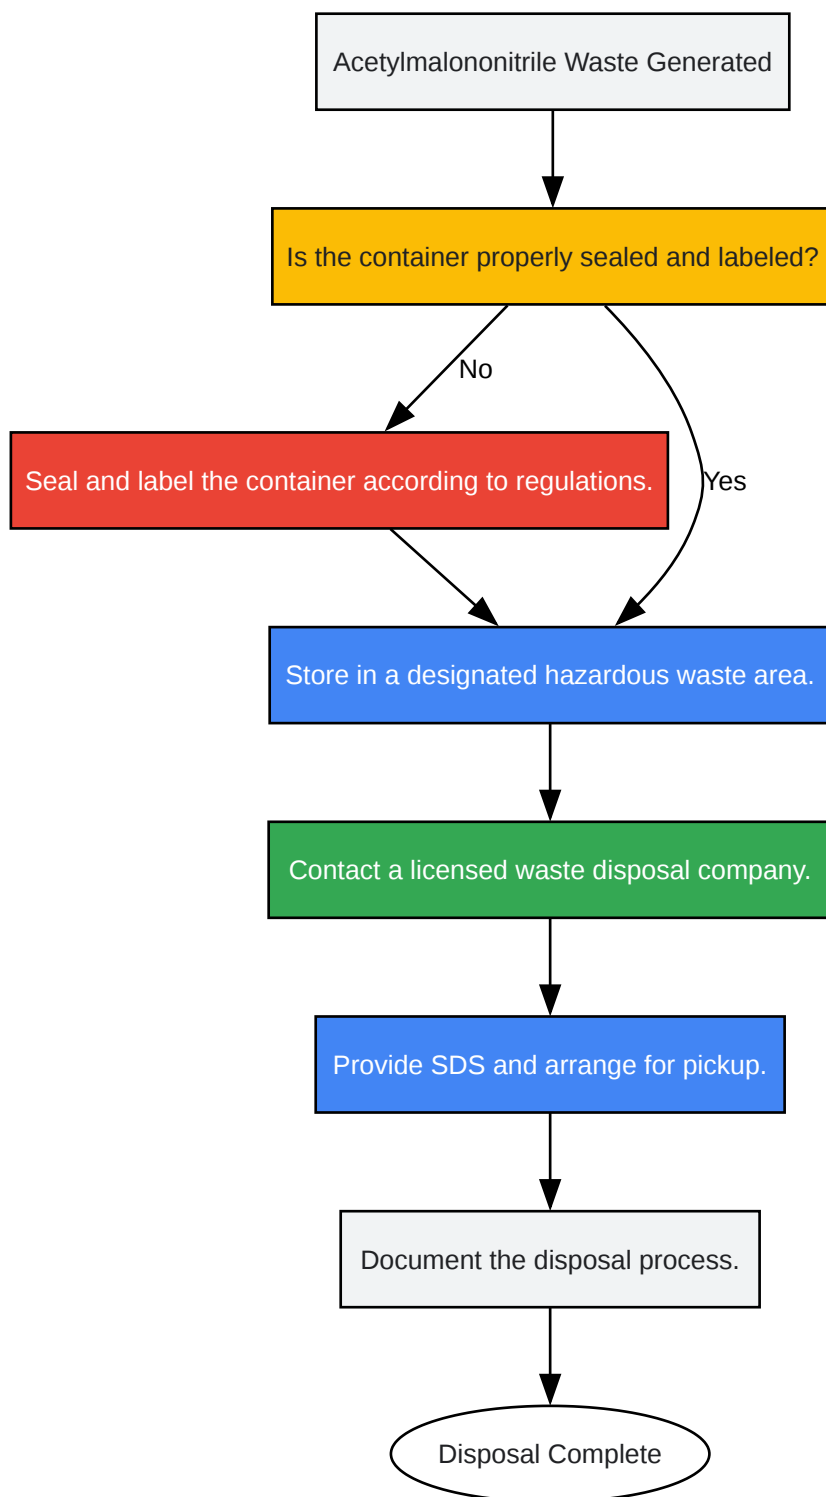 Acetylmalononitrile Waste Generated
Is the container properly sealed and labeled?
No
Seal and label the container according to regulations.
Yes
Store in a designated hazardous waste area.
Contact a licensed waste disposal company.
Provide SDS and arrange for pickup.
Document the disposal process.
Disposal Complete